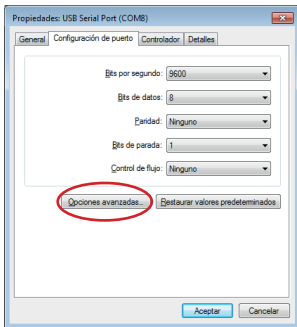 Propiedades: USB Serial Port (COM8)
General Configuración de puerto Controlador Detalles
Bits por segundo: 9600
Bits de datos: 8
Paridad: Ninguno
Bits de parada: 1
Control de flujo: Ninguno
Opciones avanzadas... Restaurar valores predeterminados
Aceptar Cancelar